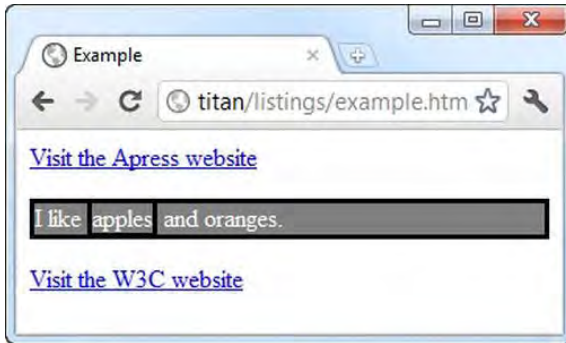 Example
titan/listings/example.htm
Visit the Apress website
I like apples and oranges.
Visit the W3C website